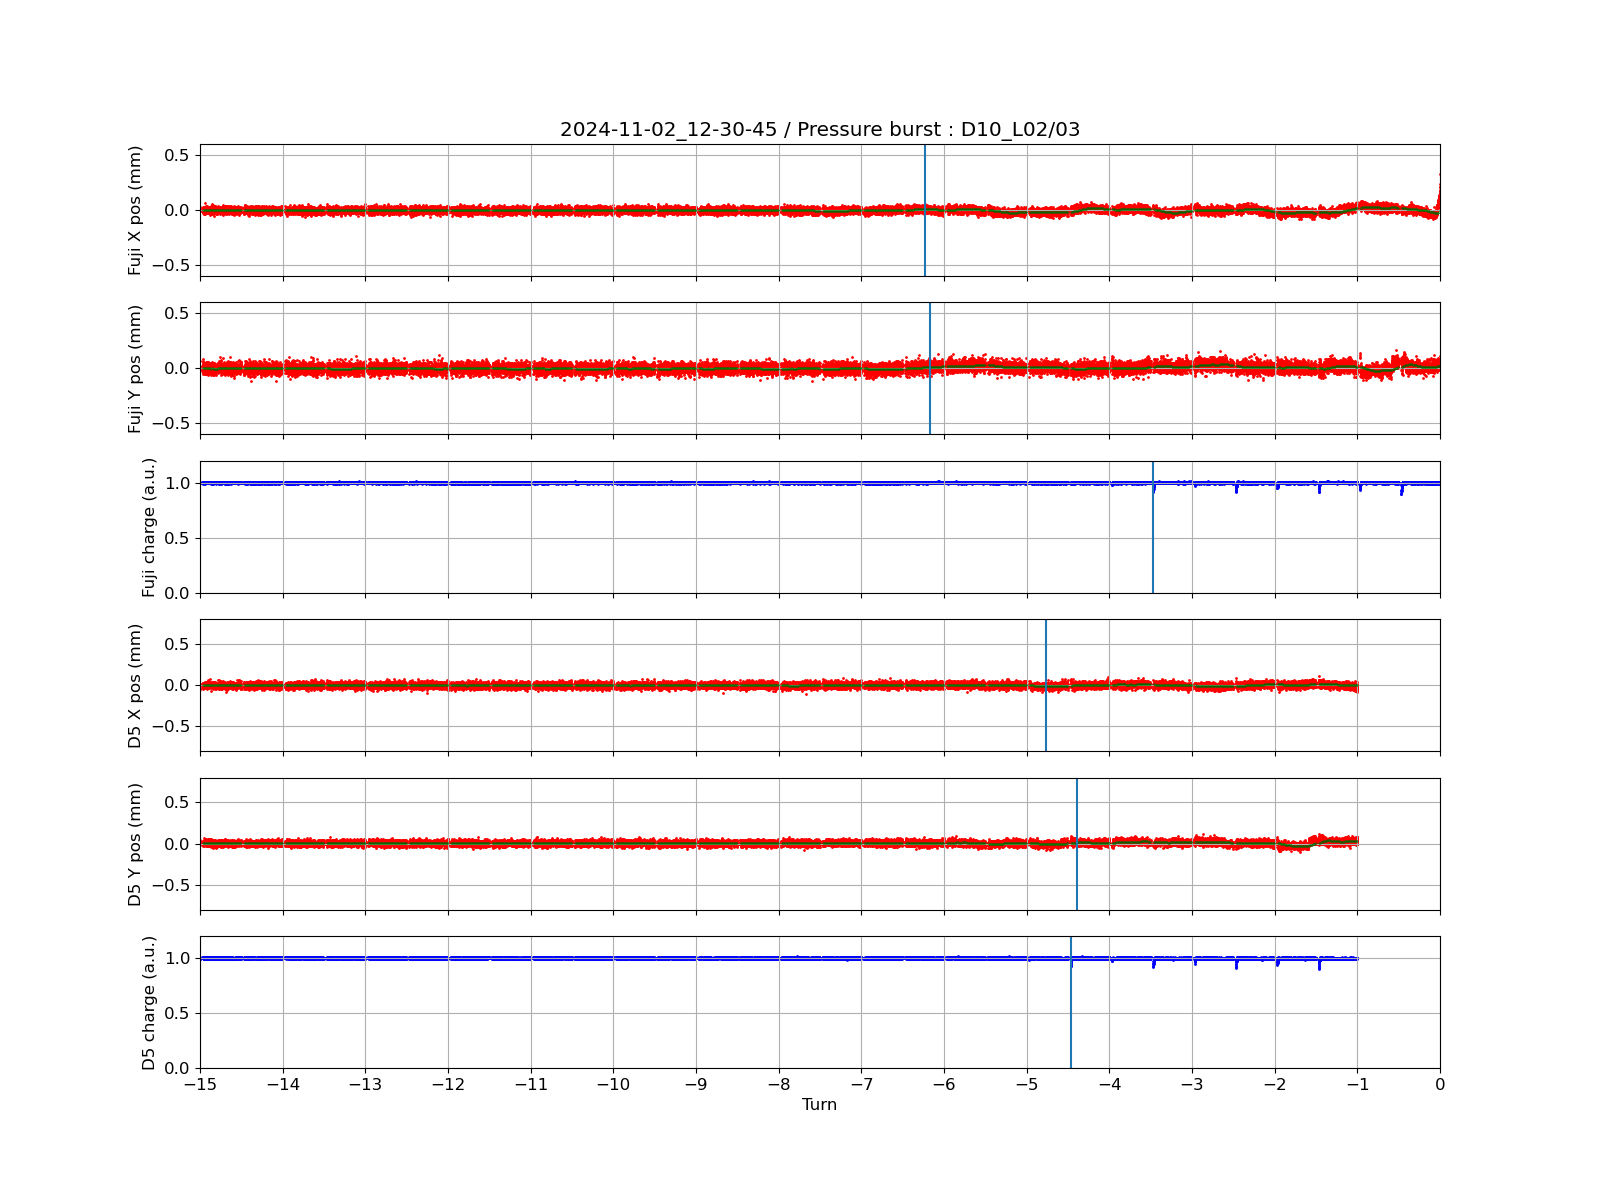 2024-11-02_12-30-45 / Pressure burst : D10_L02/03
Fuji X pos (mm)
0.5
0.0
−0.5
Fuji Y pos (mm)
0.5
0.0
−0.5
Fuji charge (a.u.)
1.0
0.5
0.0
D5 X pos (mm)
0.5
0.0
−0.5
D5 Y pos (mm)
0.5
0.0
−0.5
D5 charge (a.u.)
1.0
0.5
0.0
−15 −14 −13 −12 −11 −10 −9 −8 −7 −6 −5 −4 −3 −2 −1 0
Turn